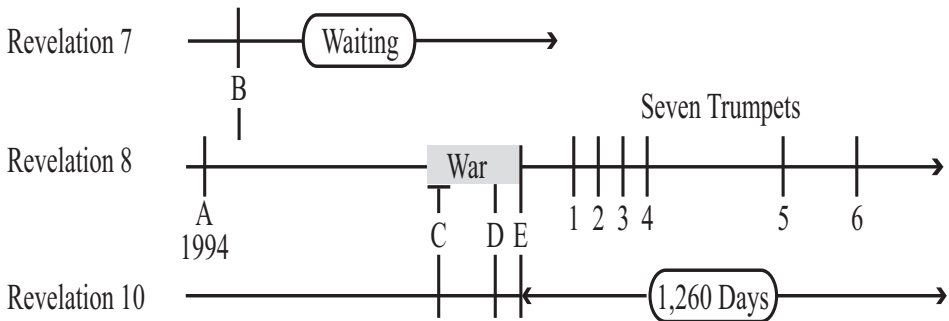 Revelation 7
Waiting
B
Seven Trumpets
Revelation 8
War
A
1994
C
D
E
1
2
3
4
5
6
Revelation 10
1,260 Days